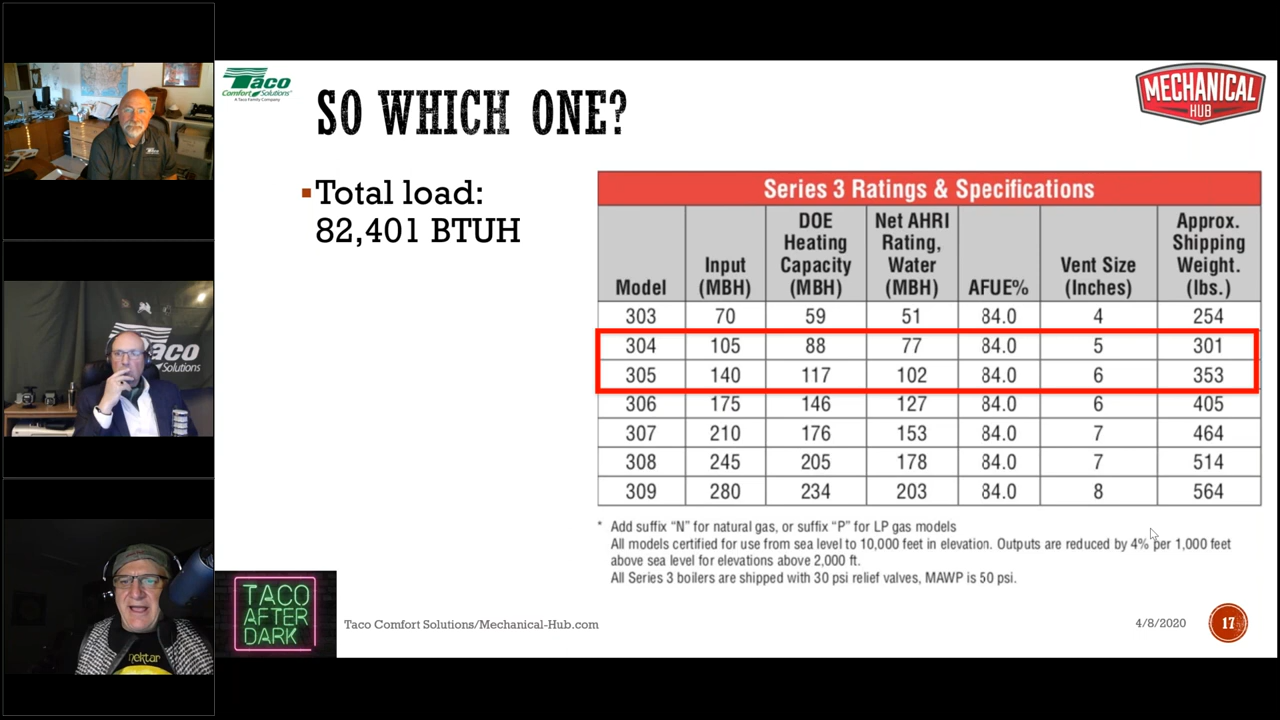 Taco
Comfort Solutions®
A Taco Family Company
SO WHICH ONE?
MECHANICAL
HUB
Total load:
82,401 BTUH
Series 3 Ratings & Specifications
Model Input (MBH) DOE Heating Capacity (MBH) Net AHRI Rating, Water (MBH) AFUE% Vent Size (Inches) Approx. Shipping Weight. (lbs.)
303 70 59 51 84.0 4 254
304 105 88 77 84.0 5 301
305 140 117 102 84.0 6 353
306 175 146 127 84.0 6 405
307 210 176 153 84.0 7 464
308 245 205 178 84.0 7 514
309 280 234 203 84.0 8 564
* Add suffix “N” for natural gas, or suffix “P” for LP gas models
All models certified for use from sea level to 10,000 feet in elevation. Outputs are reduced by 4% per 1,000 feet
above sea level for elevations above 2,000 ft.
All Series 3 boilers are shipped with 30 psi relief valves, MAWP is 50 psi.
TACO
AFTER
DARK
Taco Comfort Solutions/Mechanical-Hub.com
4/8/2020
17
aco
Solutions
nektar